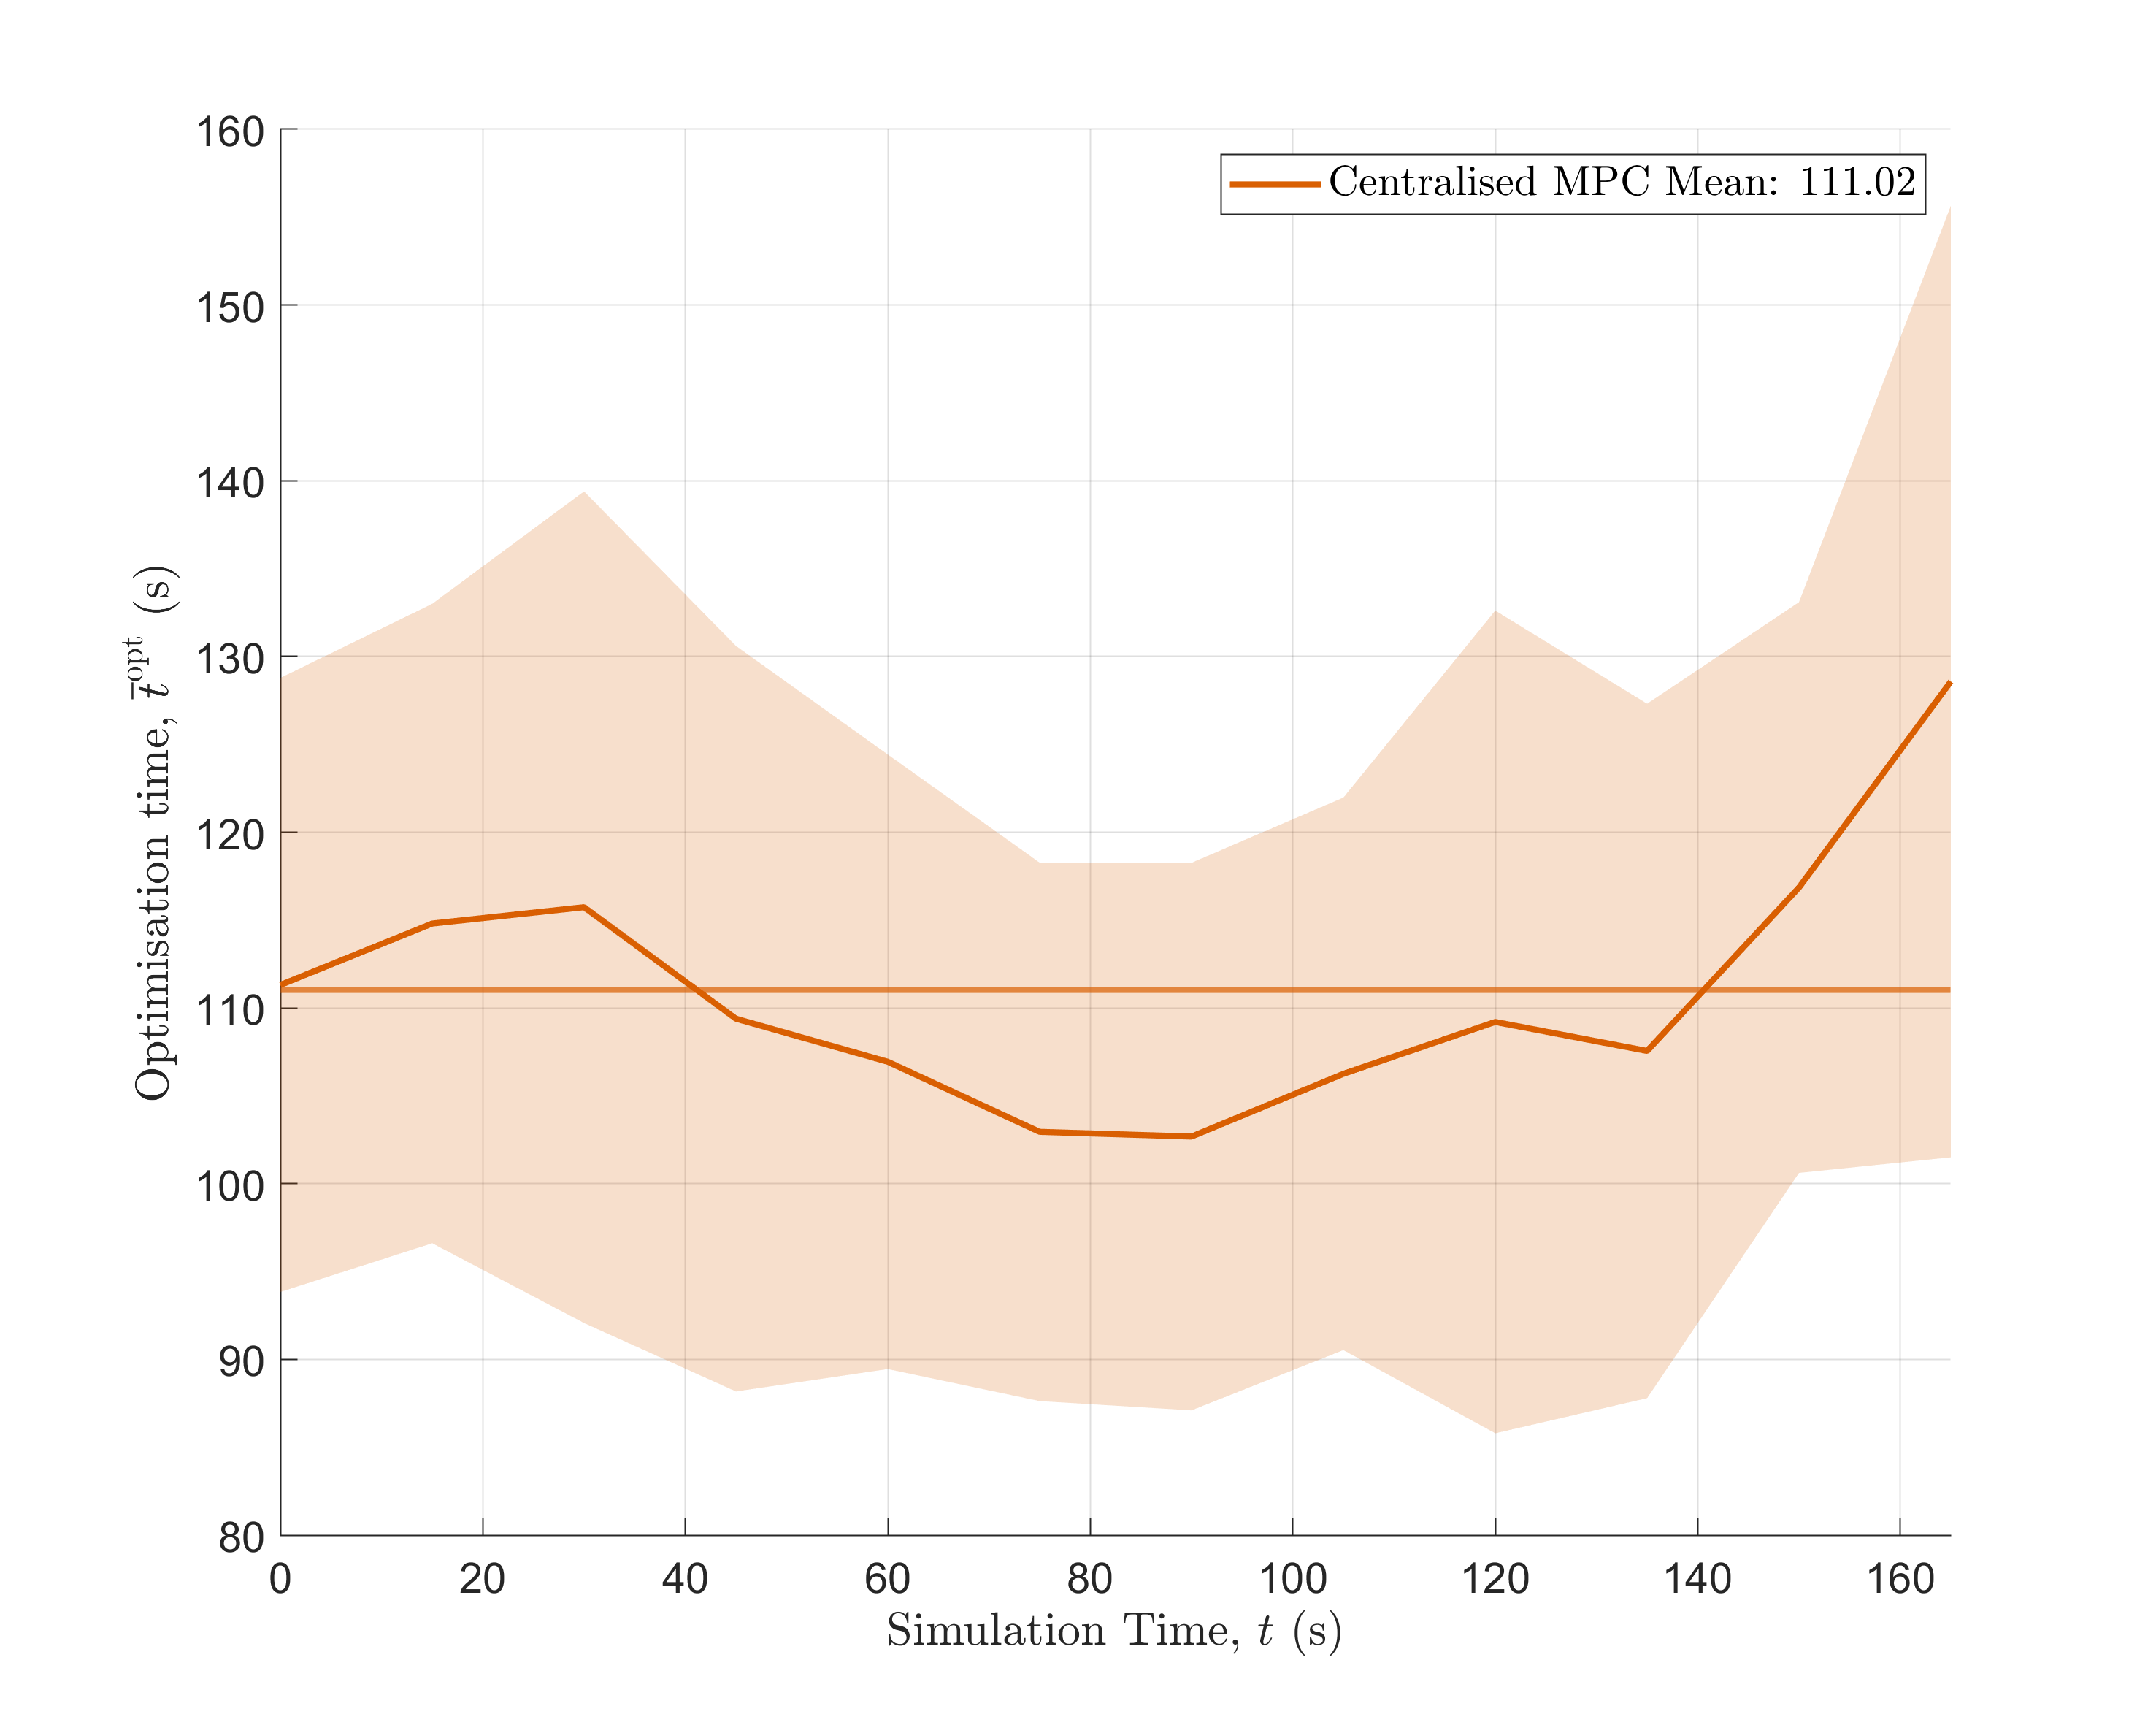 160
Centralised MPC Mean: 111.02
150
140
130
120
110
100
90
80
Optimisation time, t̅ᵒᵖᵗ (s)
0 20 40 60 80 100 120 140 160
Simulation Time, t (s)